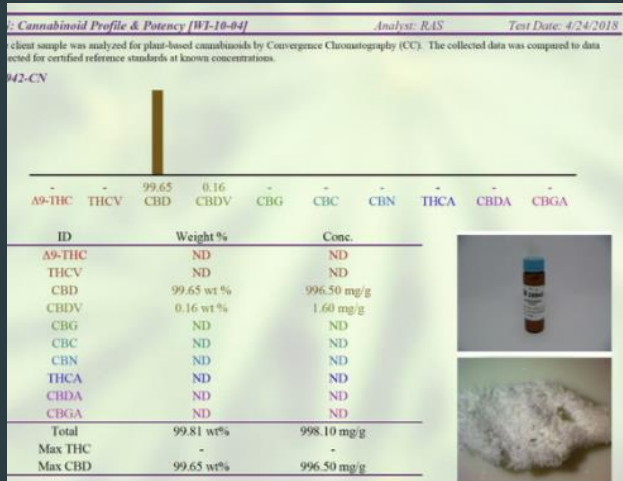 : Cannabinoid Profile & Potency [WI-10-04] Analyst: RAS Test Date: 4/24/2018
client sample was analyzed for plant-based cannabinoids by Convergence Chromatography (CC). The collected data was compared to data
ected for certified reference standards at known concentrations.
942-CN
- - 99.65 0.16 - - - - - -
Δ9-THC THCV CBD CBDV CBG CBC CBN THCA CBDA CBGA
ID Weight % Conc.
Δ9-THC ND ND
THCV ND ND
CBD 99.65 wt % 996.50 mg/g
CBDV 0.16 wt % 1.60 mg/g
CBG ND ND
CBC ND ND
CBN ND ND
THCA ND ND
CBDA ND ND
CBGA ND ND
Total 99.81 wt% 998.10 mg/g
Max THC - -
Max CBD 99.65 wt% 996.50 mg/g